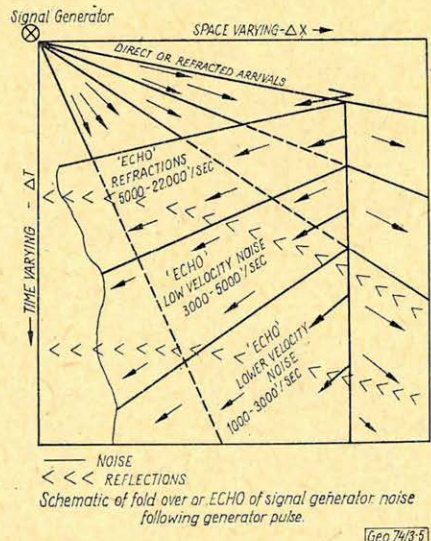 Signal Generator
SPACE VARYING - ΔX →
DIRECT OR REFRACTED ARRIVALS
← TIME VARYING - ΔT
'ECHO'
REFRACTIONS
5000-22,000'/SEC
'ECHO'
LOW VELOCITY NOISE
3000-5000'/SEC
'ECHO'
LOWER VELOCITY
NOISE
1000-3000'/SEC
NOISE
< < < REFLECTIONS
Schematic of fold over or ECHO of signal generator noise
following generator pulse.
Geo 74/3·5